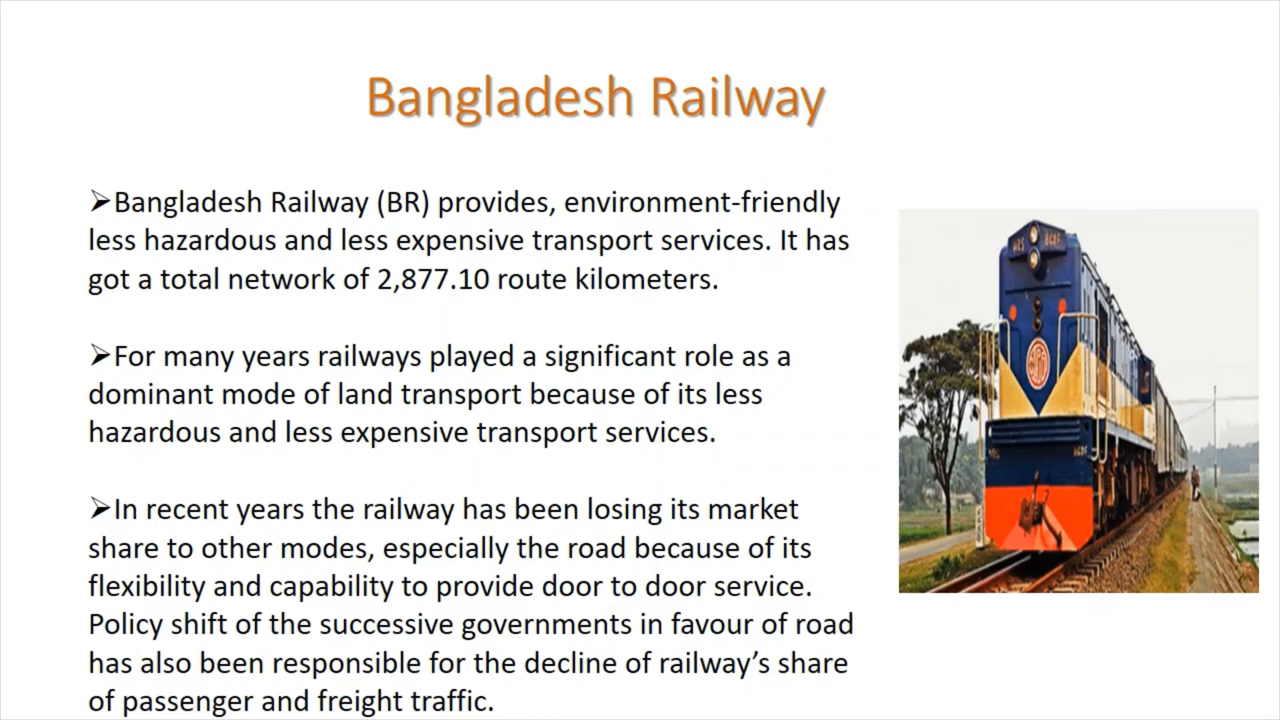 Bangladesh Railway
➢Bangladesh Railway (BR) provides, environment-friendly
less hazardous and less expensive transport services. It has
got a total network of 2,877.10 route kilometers.
➢For many years railways played a significant role as a
dominant mode of land transport because of its less
hazardous and less expensive transport services.
➢In recent years the railway has been losing its market
share to other modes, especially the road because of its
flexibility and capability to provide door to door service.
Policy shift of the successive governments in favour of road
has also been responsible for the decline of railway’s share
of passenger and freight traffic.